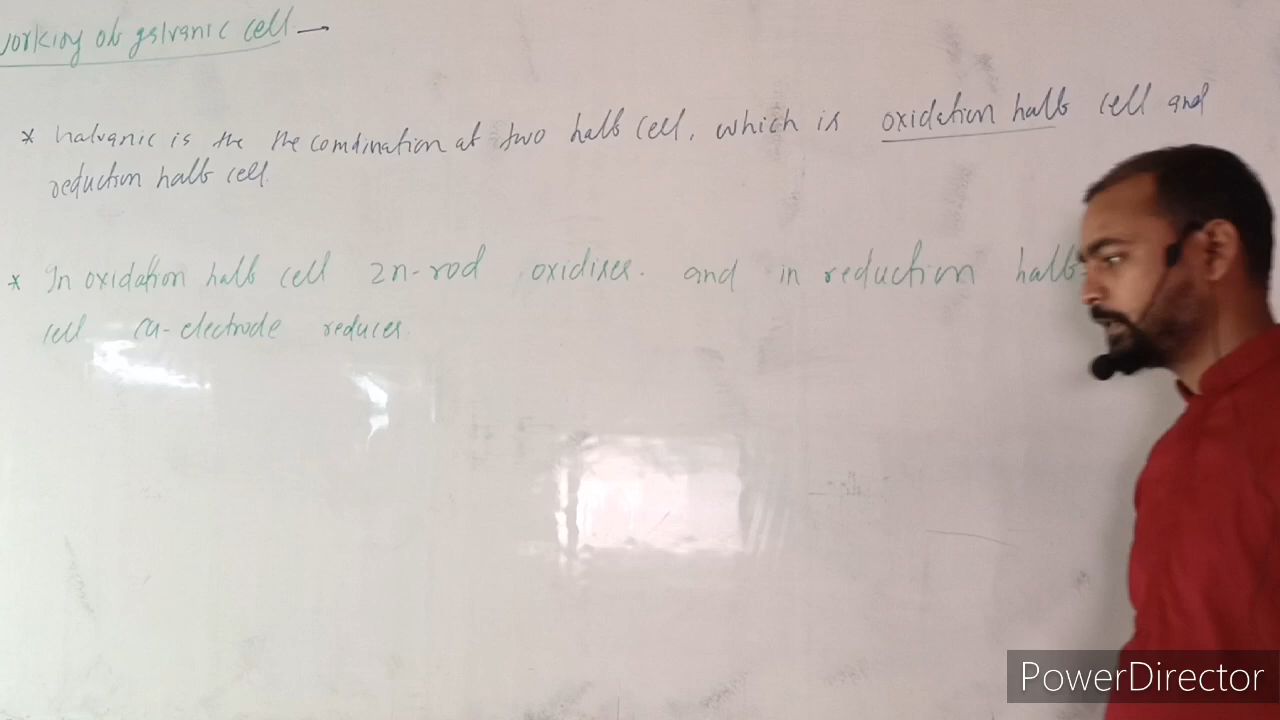 working of galvanic cell →
* halvanic is the the combination at two half cell, which is oxidation half cell and
reduction half cell.
* In oxidation half cell zn-rod oxidises. and in reduction half
cell cu-electrode reduces.
PowerDirector